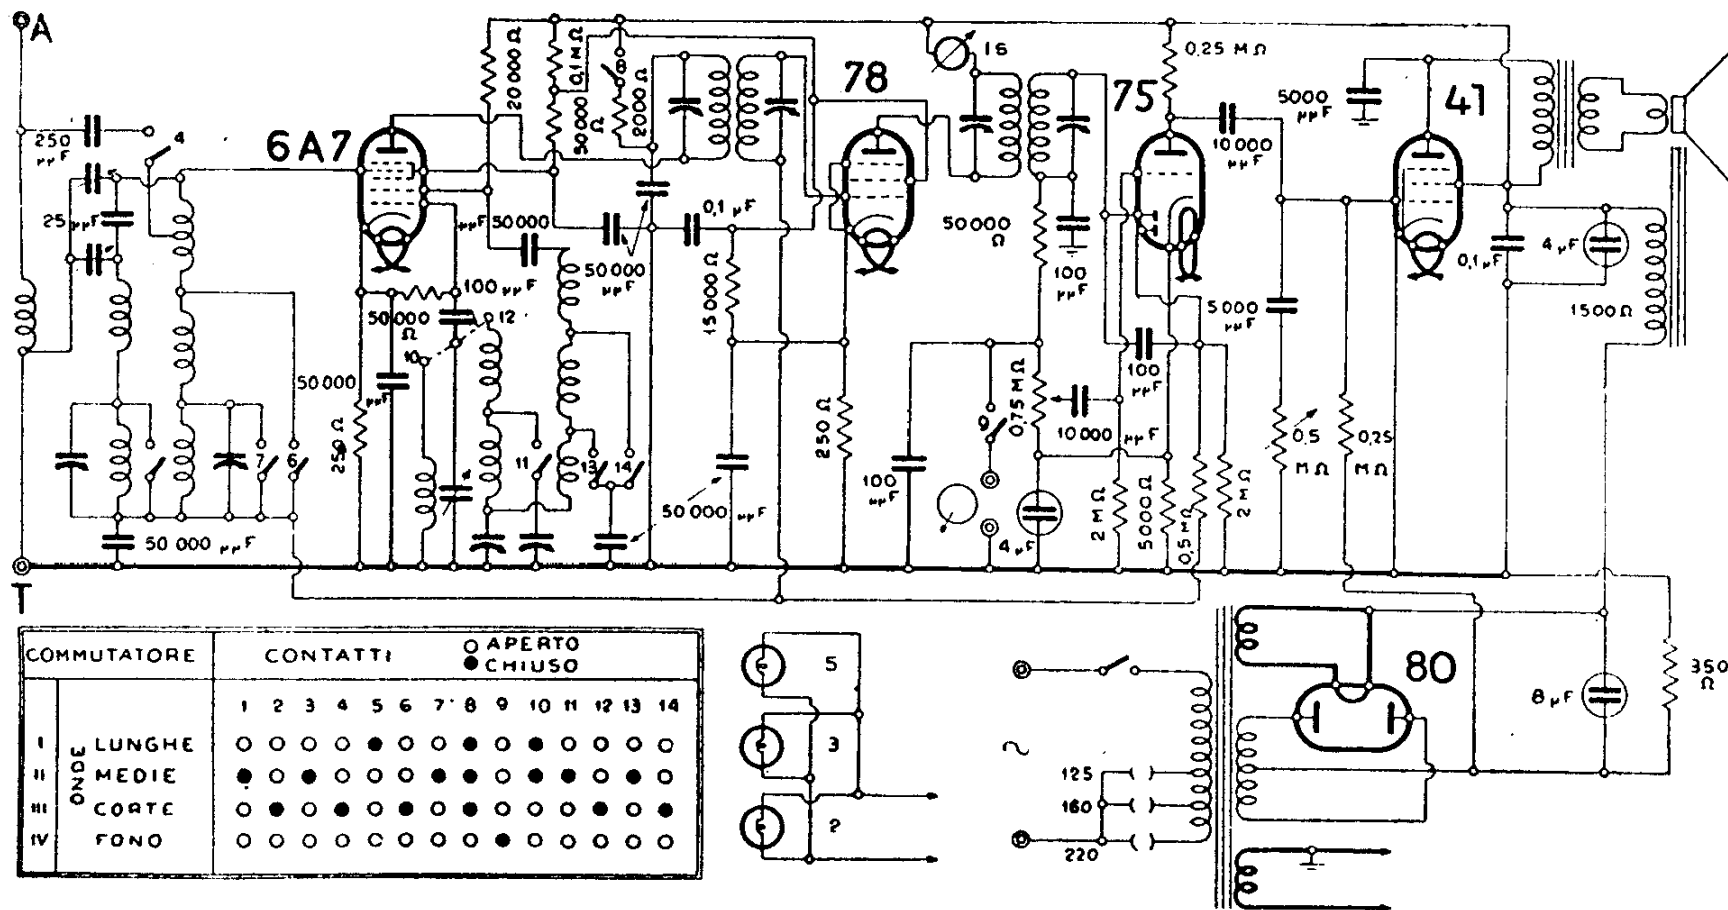 A
250
μμF
4
6A7
25 μμF
50 000 μμF
7
6
T
20 000 Ω
0,1 MΩ
50 000
Ω
8
2000 Ω
μμF
50 000
100 μμF
50 000
Ω
12
10
50 000
μμF
250 Ω
11
13
14
50 000
μμF
0,1 μF
15 000 Ω
50 000 μμF
78
250 Ω
IS
50 000
Ω
100
μμF
75
0,25 MΩ
10 000
μμF
100
μμF
9
0,75 MΩ
10 000 μμF
100
μμF
4 μF
2 MΩ
5000 Ω
0,5 MΩ
2 MΩ
5000
μμF
41
5 000
μμF
0,5
MΩ
0,25
MΩ
0,1 μF
4 μF
1500 Ω
COMMUTATORE
CONTATTI
○ APERTO
● CHIUSO
1 2 3 4 5 6 7 8 9 10 11 12 13 14
ONDE
I LUNGHE ○ ○ ○ ○ ● ○ ○ ● ○ ● ○ ○ ○ ○
II MEDIE ● ○ ● ○ ○ ○ ● ● ○ ● ● ○ ● ○
III CORTE ○ ● ○ ● ○ ● ○ ● ○ ○ ○ ● ○ ●
IV FONO ○ ○ ○ ○ ○ ○ ○ ○ ● ○ ○ ○ ○ ○
5
3
2
~
125
160
220
80
8 μF
350
Ω